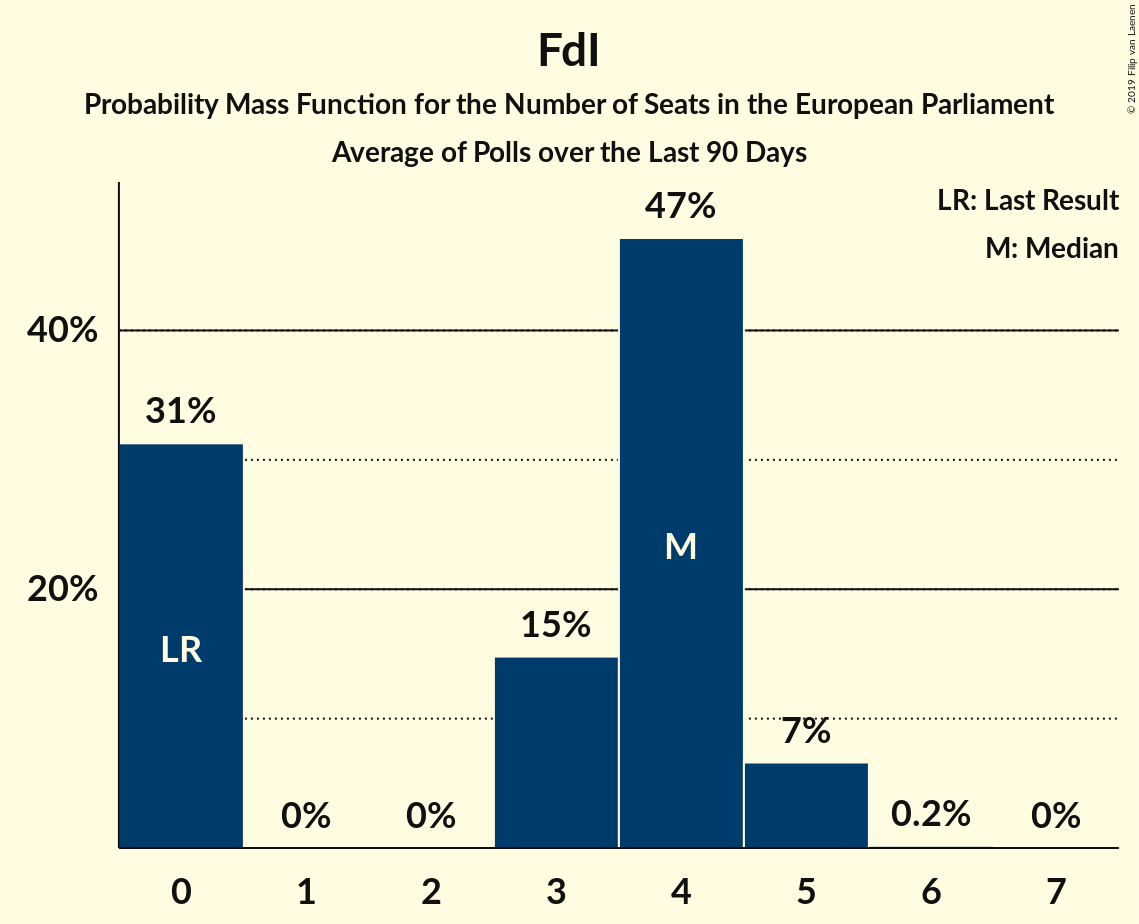 FdI
Probability Mass Function for the Number of Seats in the European Parliament
Average of Polls over the Last 90 Days
© 2019 Filip van Laenen
LR: Last Result
M: Median
47%
40%
31%
M
20%
15%
LR
7%
0%
0%
0.2%
0%
0 1 2 3 4 5 6 7